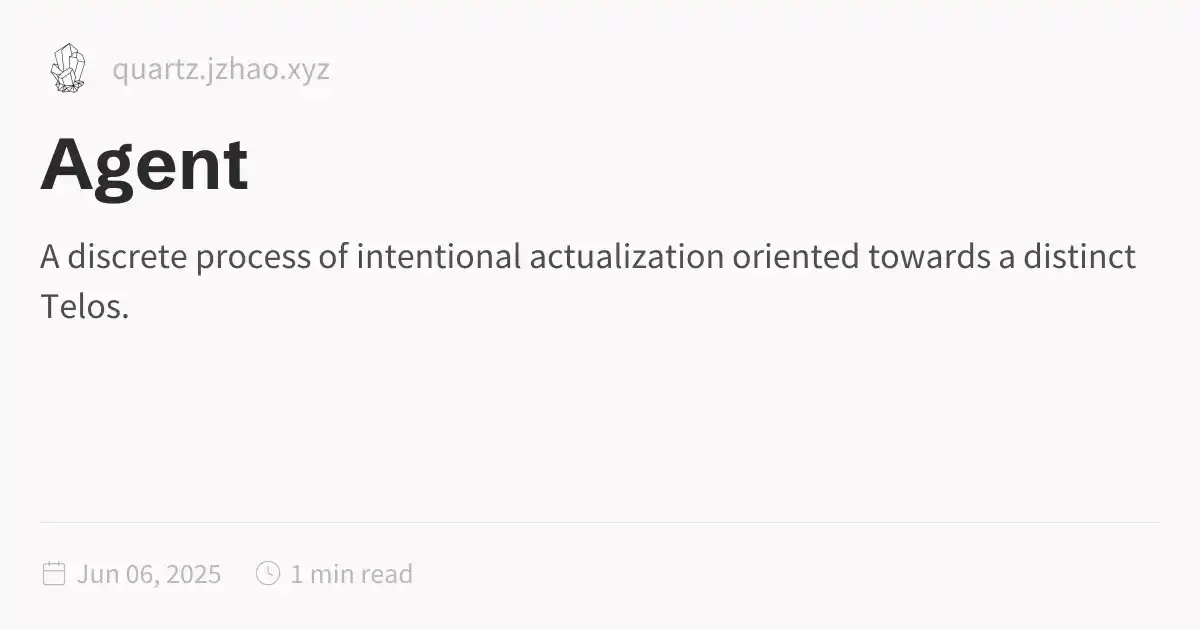 quartz.jzhao.xyz
Agent
A discrete process of intentional actualization oriented towards a distinct
Telos.
Jun 06, 2025 1 min read